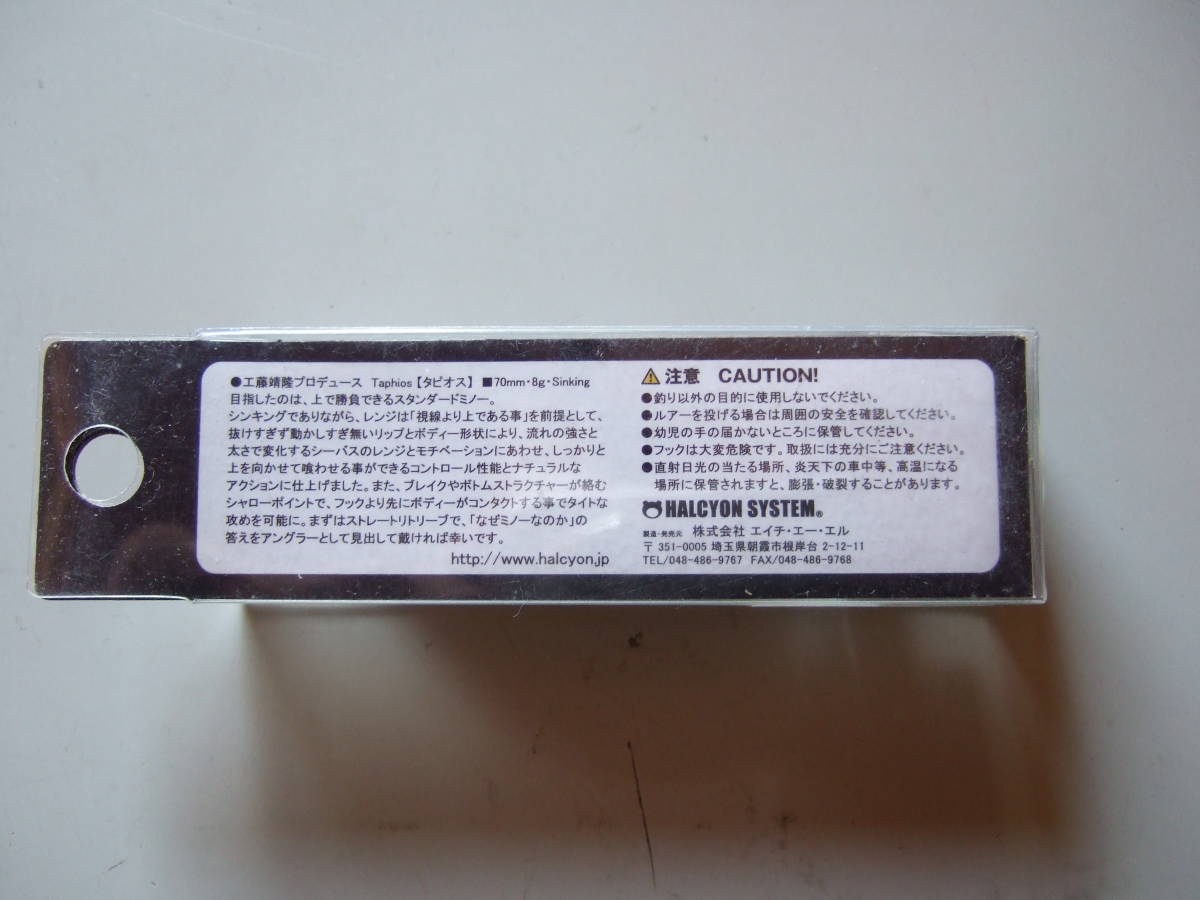 ●工藤靖隆プロデュース Taphios【タピオス】 ■70mm・8g・Sinking
目指したのは、上で勝負できるスタンダードミノー。
シンキングでありながら、レンジは「視線より上である事」を前提として、
抜けすぎず動かしすぎ無いリップとボディー形状により、流れの強さと
太さで変化するシーバスのレンジとモチベーションにあわせ、しっかりと
上を向かせて喰わせる事ができるコントロール性能とナチュラルな
アクションに仕上げました。また、ブレイクやボトムストラクチャーが絡む
シャローポイントで、フックより先にボディーがコンタクトする事でタイトな
攻めを可能に。まずはストレートリトリーブで、「なぜミノーなのか」の
答えをアングラーとして見出して戴ければ幸いです。
http://www.halcyon.jp
注意 CAUTION!
●釣り以外の目的に使用しないでください。
●ルアーを投げる場合は周囲の安全を確認してください。
●幼児の手の届かないところに保管してください。
●フックは大変危険です。取扱には充分にご注意ください。
●直射日光の当たる場所、炎天下の車中等、高温になる
場所に保管されますと、膨張・破裂することがあります。
HALCYON SYSTEM®
製造・発売元 株式会社 エイチ・エー・エル
〒351-0005 埼玉県朝霞市根岸台 2-12-11
TEL/048-486-9767 FAX/048-486-9768